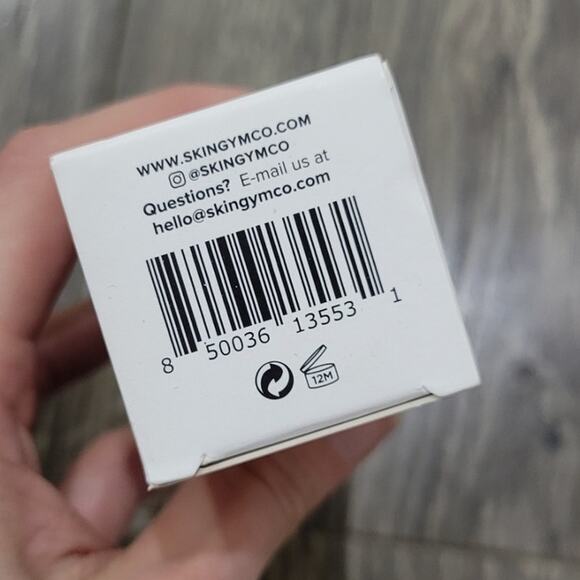 WWW.SKINGYMCO.COM
@SKINGYMCO
Questions? E-mail us at
hello@skingymco.com
8 50036 13553 1
12M